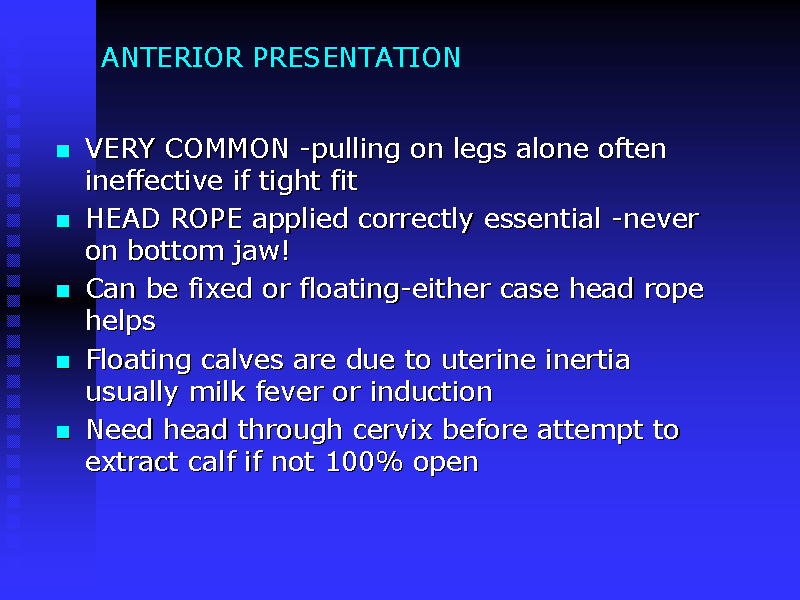 ANTERIOR PRESENTATION
VERY COMMON -pulling on legs alone often
ineffective if tight fit
HEAD ROPE applied correctly essential -never
on bottom jaw!
Can be fixed or floating-either case head rope
helps
Floating calves are due to uterine inertia
usually milk fever or induction
Need head through cervix before attempt to
extract calf if not 100% open